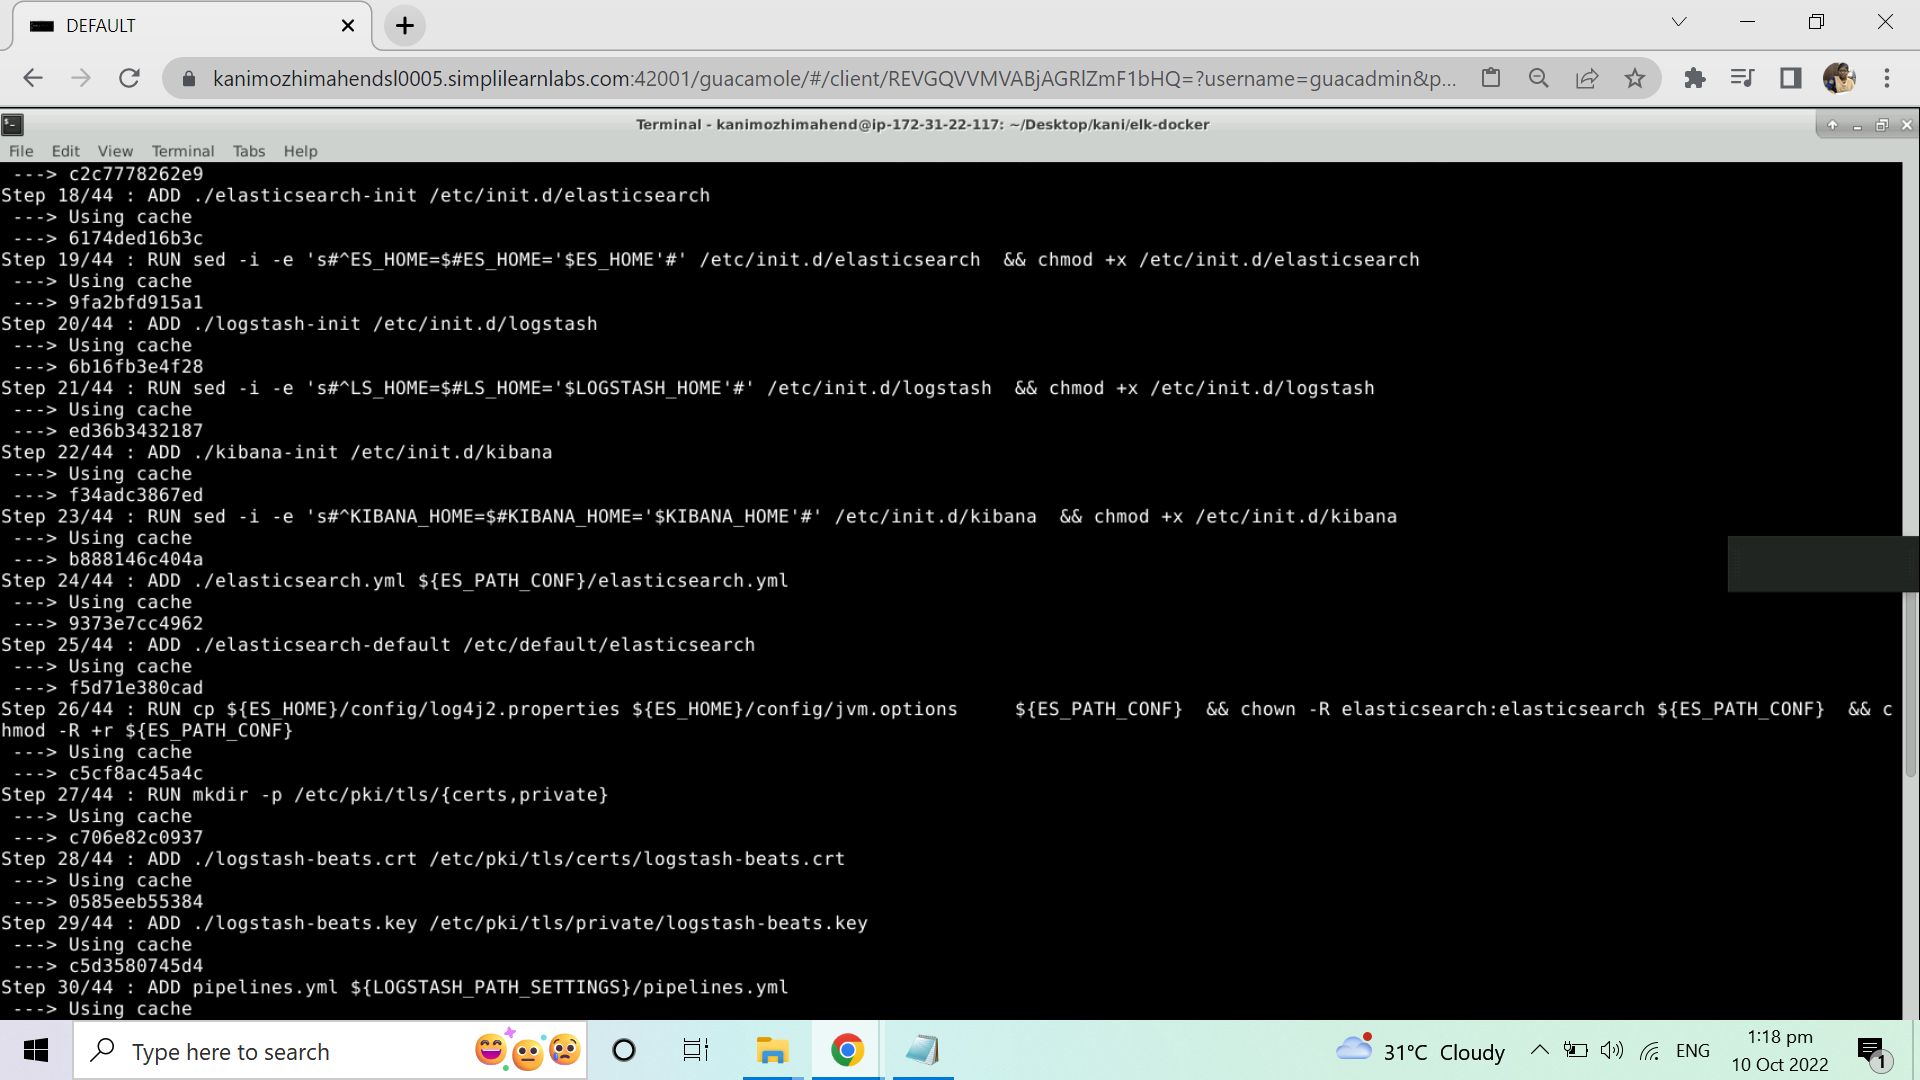 DEFAULT
kanimozhimahendsl0005.simplilearnlabs.com:42001/guacamole/#/client/REVGQVVMVABjAGRlZmF1bHQ=?username=guacadmin&p...
Terminal - kanimozhimahend@ip-172-31-22-117: ~/Desktop/kani/elk-docker
File Edit View Terminal Tabs Help
---> c2c7778262e9
Step 18/44 : ADD ./elasticsearch-init /etc/init.d/elasticsearch
---> Using cache
---> 6174ded16b3c
Step 19/44 : RUN sed -i -e 's#^ES_HOME=$#ES_HOME='$ES_HOME'#' /etc/init.d/elasticsearch  && chmod +x /etc/init.d/elasticsearch
---> Using cache
---> 9fa2bfd915a1
Step 20/44 : ADD ./logstash-init /etc/init.d/logstash
---> Using cache
---> 6b16fb3e4f28
Step 21/44 : RUN sed -i -e 's#^LS_HOME=$#LS_HOME='$LOGSTASH_HOME'#' /etc/init.d/logstash  && chmod +x /etc/init.d/logstash
---> Using cache
---> ed36b3432187
Step 22/44 : ADD ./kibana-init /etc/init.d/kibana
---> Using cache
---> f34adc3867ed
Step 23/44 : RUN sed -i -e 's#^KIBANA_HOME=$#KIBANA_HOME='$KIBANA_HOME'#' /etc/init.d/kibana  && chmod +x /etc/init.d/kibana
---> Using cache
---> b888146c404a
Step 24/44 : ADD ./elasticsearch.yml ${ES_PATH_CONF}/elasticsearch.yml
---> Using cache
---> 9373e7cc4962
Step 25/44 : ADD ./elasticsearch-default /etc/default/elasticsearch
---> Using cache
---> f5d71e380cad
Step 26/44 : RUN cp ${ES_HOME}/config/log4j2.properties ${ES_HOME}/config/jvm.options     ${ES_PATH_CONF}  && chown -R elasticsearch:elasticsearch ${ES_PATH_CONF}  && c
hmod -R +r ${ES_PATH_CONF}
---> Using cache
---> c5cf8ac45a4c
Step 27/44 : RUN mkdir -p /etc/pki/tls/{certs,private}
---> Using cache
---> c706e82c0937
Step 28/44 : ADD ./logstash-beats.crt /etc/pki/tls/certs/logstash-beats.crt
---> Using cache
---> 0585eeb55384
Step 29/44 : ADD ./logstash-beats.key /etc/pki/tls/private/logstash-beats.key
---> Using cache
---> c5d3580745d4
Step 30/44 : ADD pipelines.yml ${LOGSTASH_PATH_SETTINGS}/pipelines.yml
---> Using cache
Type here to search
31°C Cloudy
ENG
1:18 pm
10 Oct 2022
1